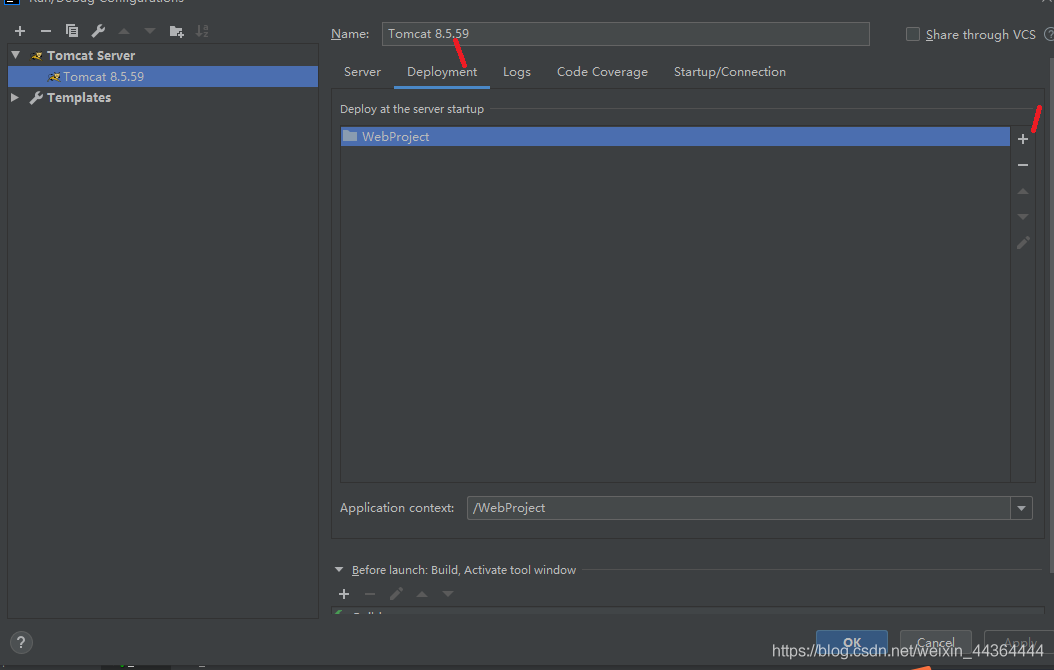 Run/Debug Configurations
Name: Tomcat 8.5.59 Share through VCS ?
Tomcat Server
Tomcat 8.5.59
Templates
Server Deployment Logs Code Coverage Startup/Connection
Deploy at the server startup
WebProject
Application context: /WebProject
Before launch: Build, Activate tool window
?
OK Cancel Apply
https://blog.csdn.net/weixin_44364444